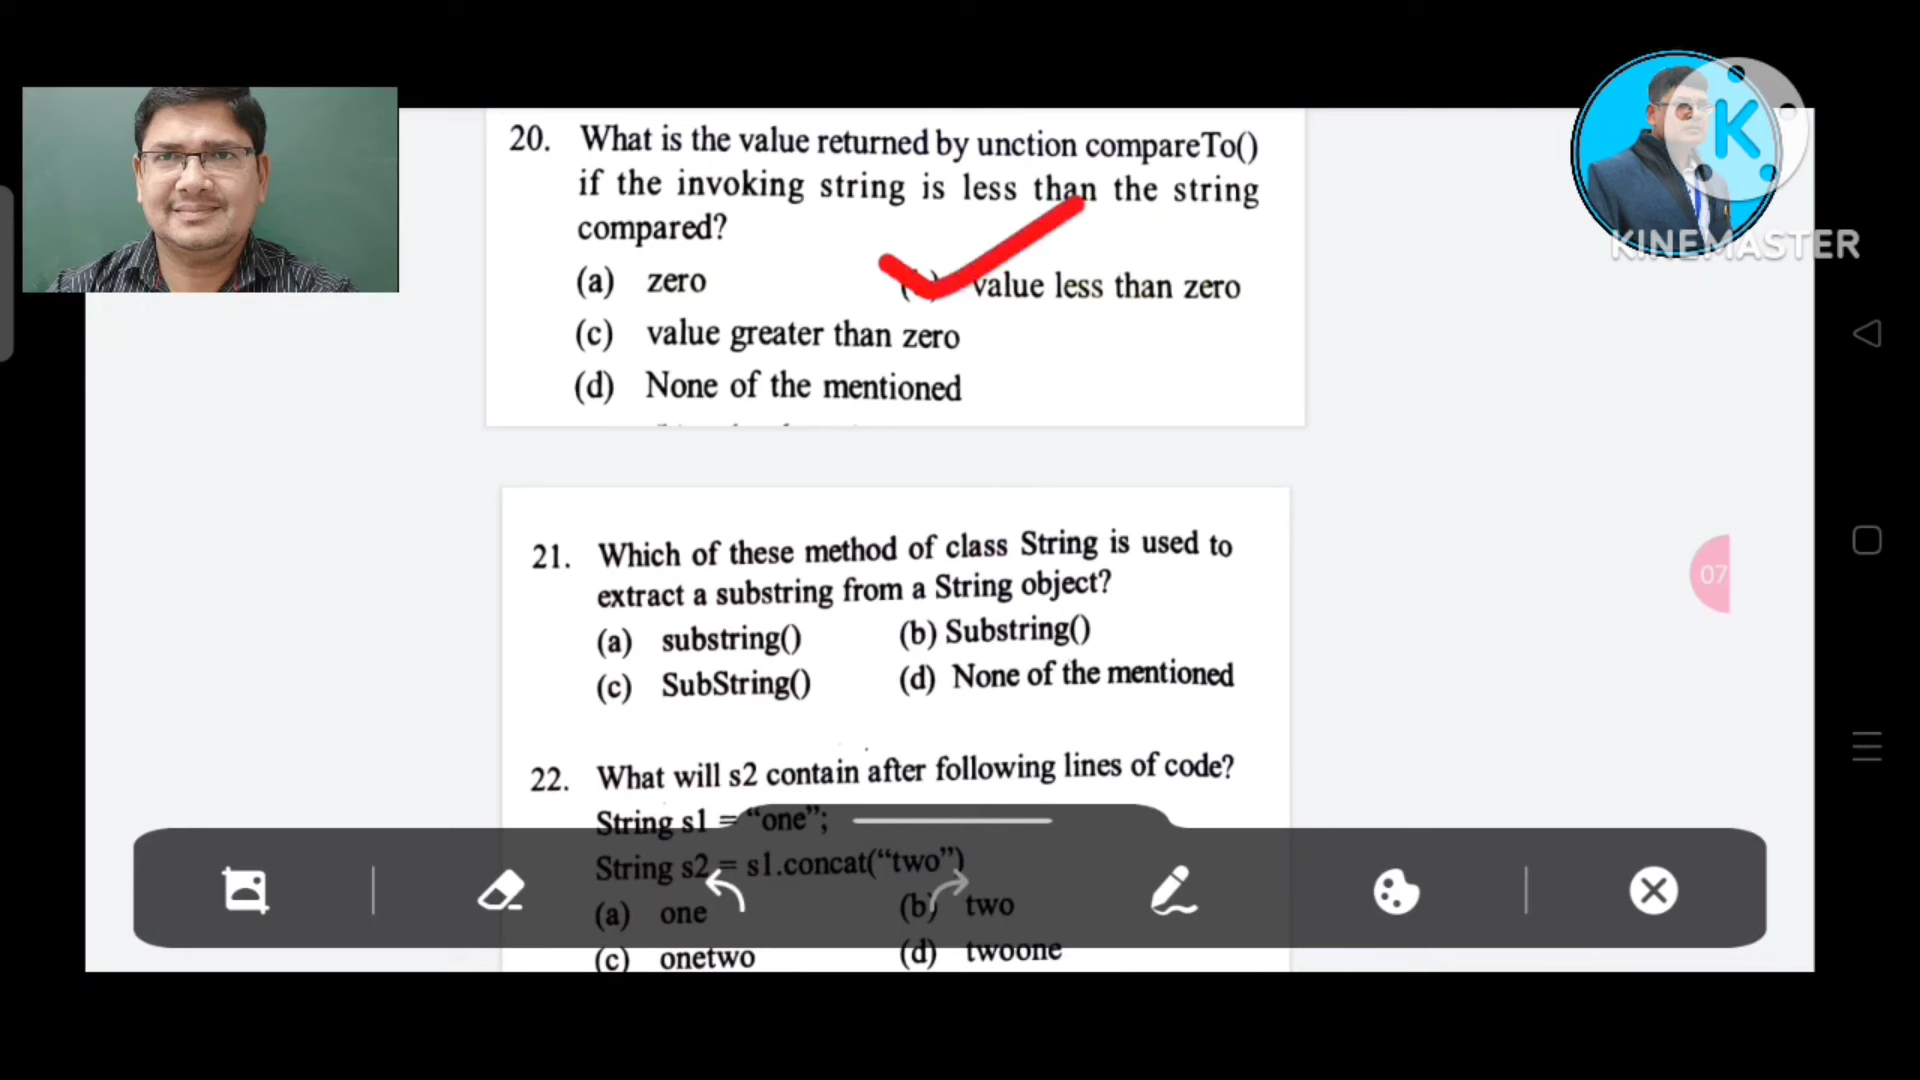 20. What is the value returned by unction compareTo()
if the invoking string is less than the string
compared?
(a) zero
value less than zero
(c) value greater than zero
(d) None of the mentioned
21. Which of these method of class String is used to
extract a substring from a String object?
(a) substring() (b) Substring()
(c) SubString() (d) None of the mentioned
22. What will s2 contain after following lines of code?
String s1 = “one”;
String s2 = s1.concat(“two”)
(a) one (b) two
(c) onetwo (d) twoone
K
KINEMASTER
07